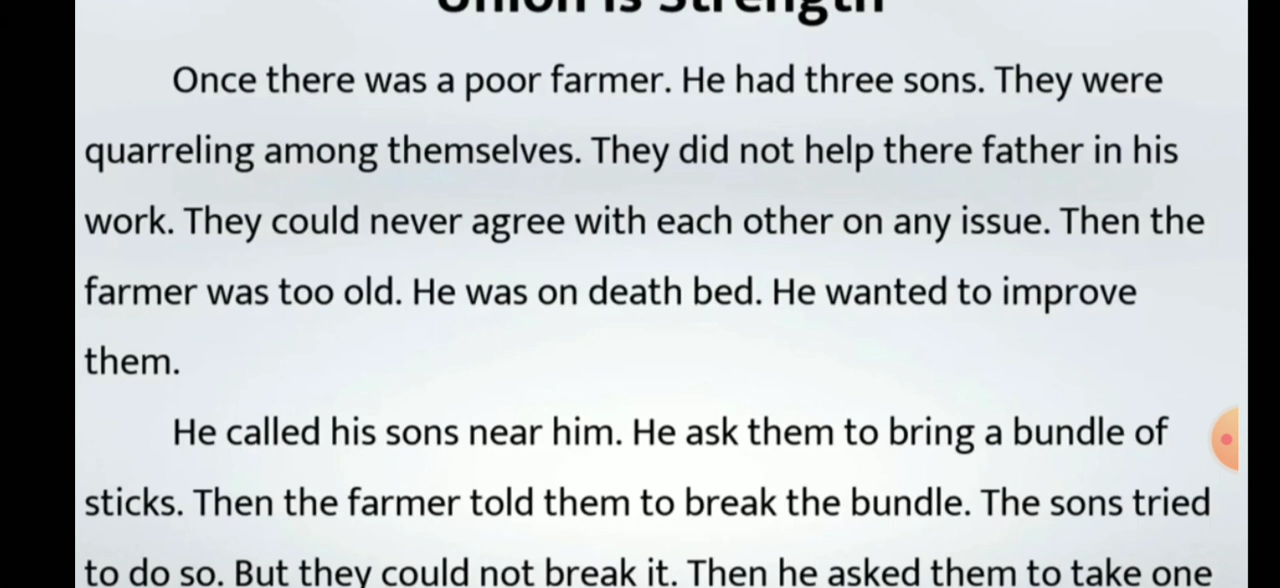 Union is Strength
Once there was a poor farmer. He had three sons. They were
quarreling among themselves. They did not help there father in his
work. They could never agree with each other on any issue. Then the
farmer was too old. He was on death bed. He wanted to improve
them.
He called his sons near him. He ask them to bring a bundle of
sticks. Then the farmer told them to break the bundle. The sons tried
to do so. But they could not break it. Then he asked them to take one